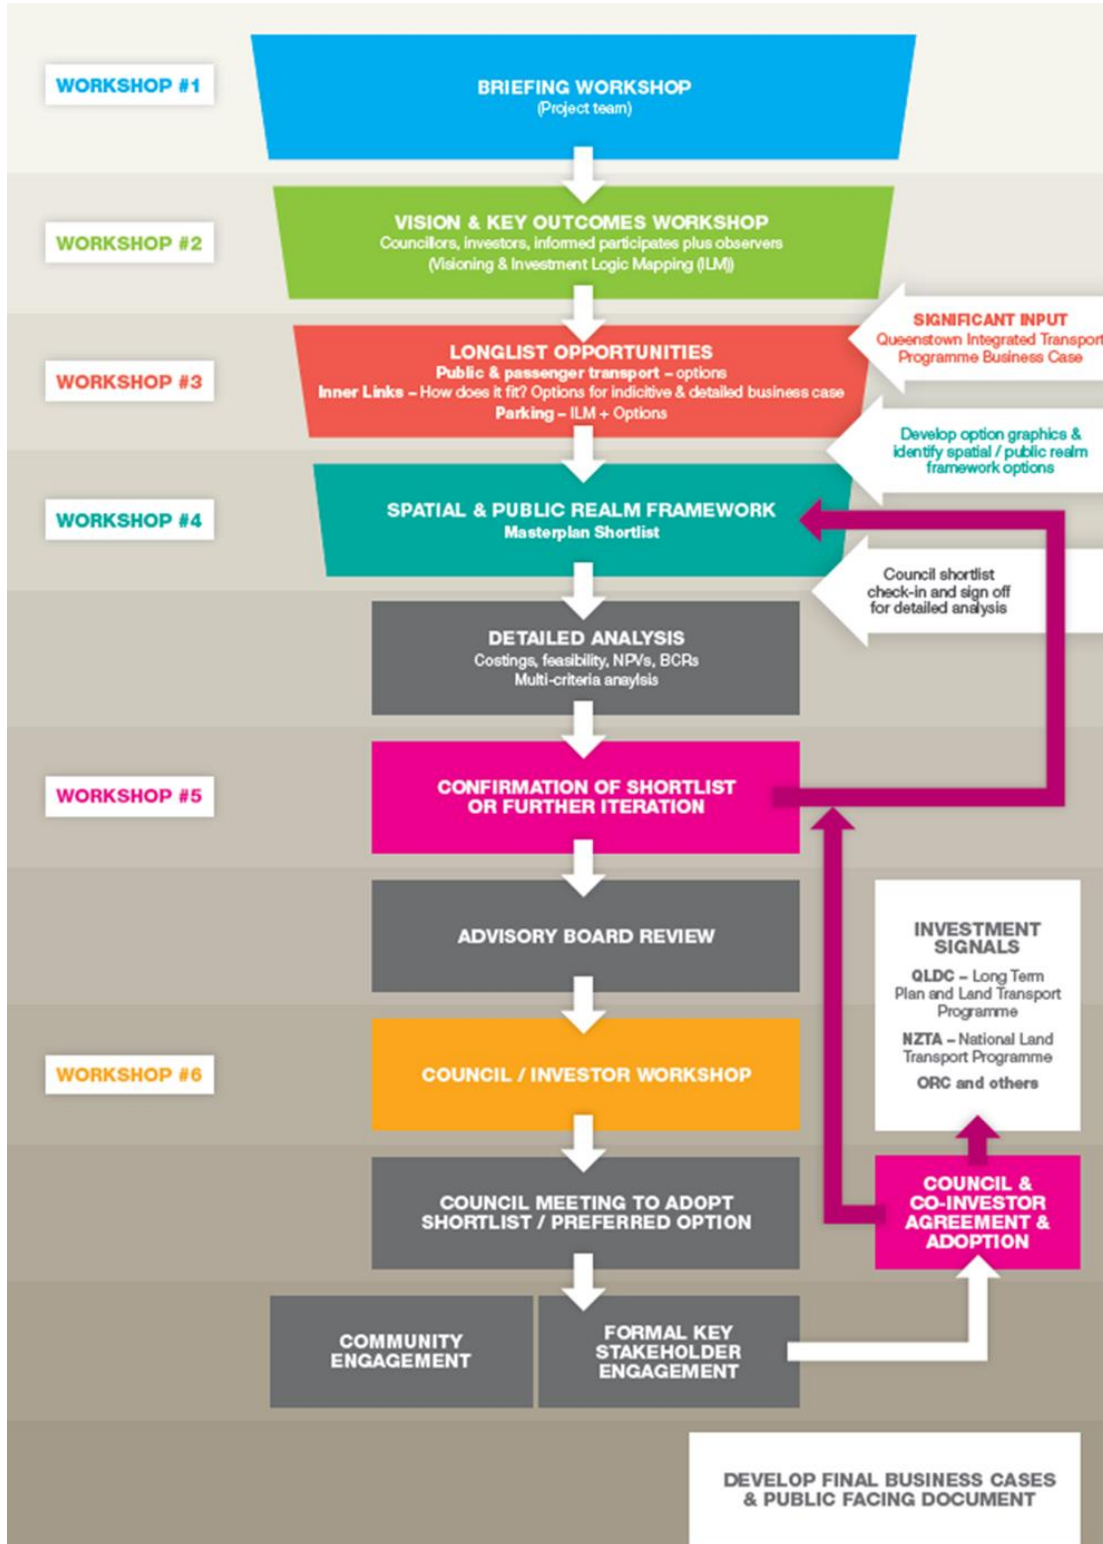 WORKSHOP #1
BRIEFING WORKSHOP
(Project team)
WORKSHOP #2
VISION & KEY OUTCOMES WORKSHOP
Councillors, investors, informed participates plus observers
(Visioning & Investment Logic Mapping (ILM))
SIGNIFICANT INPUT
Queenstown Integrated Transport
Programme Business Case
WORKSHOP #3
LONGLIST OPPORTUNITIES
Public & passenger transport – options
Inner Links – How does it fit? Options for indicitive & detailed business case
Parking – ILM + Options
Develop option graphics &
identify spatial / public realm
framework options
WORKSHOP #4
SPATIAL & PUBLIC REALM FRAMEWORK
Masterplan Shortlist
Council shortlist
check-in and sign off
for detailed analysis
DETAILED ANALYSIS
Costings, feasibility, NPVs, BCRs
Multi-criteria anaylsis
WORKSHOP #5
CONFIRMATION OF SHORTLIST
OR FURTHER ITERATION
ADVISORY BOARD REVIEW
INVESTMENT
SIGNALS
QLDC – Long Term
Plan and Land Transport
Programme
NZTA – National Land
Transport Programme
ORC and others
WORKSHOP #6
COUNCIL / INVESTOR WORKSHOP
COUNCIL MEETING TO ADOPT
SHORTLIST / PREFERRED OPTION
COUNCIL &
CO-INVESTOR
AGREEMENT &
ADOPTION
COMMUNITY
ENGAGEMENT
FORMAL KEY
STAKEHOLDER
ENGAGEMENT
DEVELOP FINAL BUSINESS CASES
& PUBLIC FACING DOCUMENT